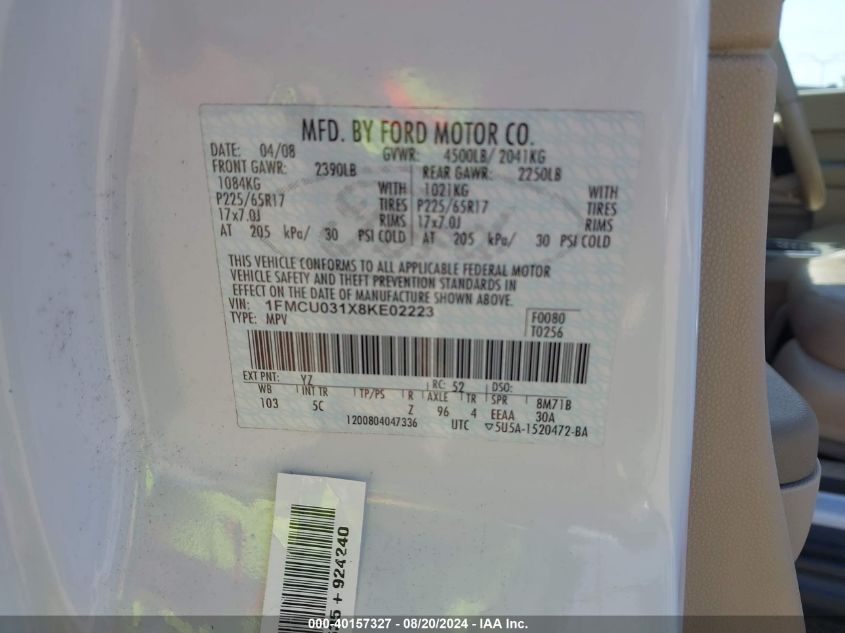 MFD. BY FORD MOTOR CO.
DATE: 04/08 GVWR: 4500LB/ 2041KG
FRONT GAWR: 2390LB REAR GAWR: 2250LB
1084KG WITH 1021KG WITH
P225/65R17 TIRES P225/65R17 TIRES
17x7.0J RIMS 17x7.0J RIMS
AT 205 kPa/ 30 PSI COLD AT 205 kPa/ 30 PSI COLD
THIS VEHICLE CONFORMS TO ALL APPLICABLE FEDERAL MOTOR
VEHICLE SAFETY AND THEFT PREVENTION STANDARDS IN
EFFECT ON THE DATE OF MANUFACTURE SHOWN ABOVE.
VIN: 1FMCU031X8KE02223 F0080
TYPE: MPV T0256
EXT PNT: YZ RC: 52 DSO:
WB INT TR TP/PS R AXLE TR SPR 8M71B
103 5C Z 96 4 EEAA 30A
1200804047336 UTC ▽5U5A-1520472-BA
+ 924240
000-40157327 - 08/20/2024 - IAA Inc.